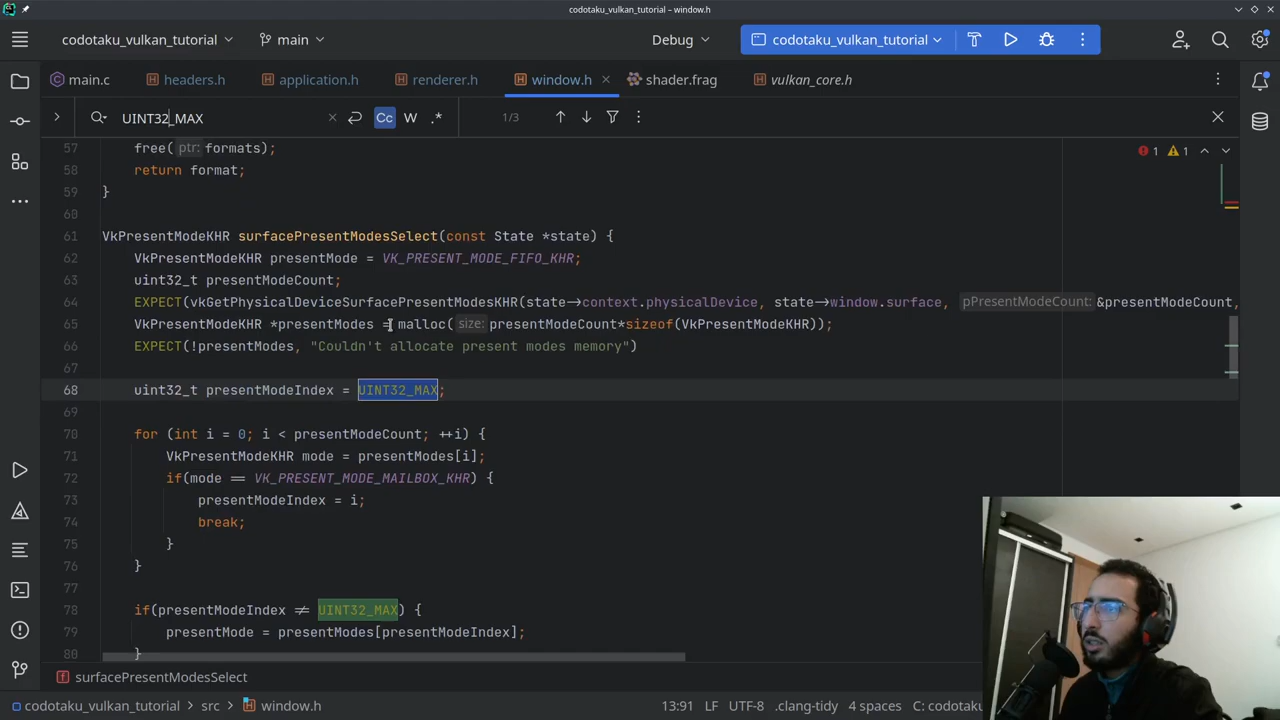 codotaku_vulkan_tutorial – window.h
codotaku_vulkan_tutorial main Debug codotaku_vulkan_tutorial
main.c headers.h application.h renderer.h window.h shader.frag vulkan_core.h
UINT32_MAX Cc W .* 1/3
57 free( ptr: formats);
58 return format;
59 }
60
61 VkPresentModeKHR surfacePresentModesSelect(const State *state) {
62 VkPresentModeKHR presentMode = VK_PRESENT_MODE_FIFO_KHR;
63 uint32_t presentModeCount;
64 EXPECT(vkGetPhysicalDeviceSurfacePresentModesKHR(state->context.physicalDevice, state->window.surface, pPresentModeCount: &presentModeCount,
65 VkPresentModeKHR *presentModes = malloc( size: presentModeCount*sizeof(VkPresentModeKHR));
66 EXPECT(!presentModes, "Couldn't allocate present modes memory")
67
68 uint32_t presentModeIndex = UINT32_MAX;
69
70 for (int i = 0; i < presentModeCount; ++i) {
71 VkPresentModeKHR mode = presentModes[i];
72 if(mode == VK_PRESENT_MODE_MAILBOX_KHR) {
73 presentModeIndex = i;
74 break;
75 }
76 }
77
78 if(presentModeIndex != UINT32_MAX) {
79 presentMode = presentModes[presentModeIndex];
80 }
1 1
f surfacePresentModesSelect
codotaku_vulkan_tutorial src window.h 13:91 LF UTF-8 .clang-tidy 4 spaces C: codotaku